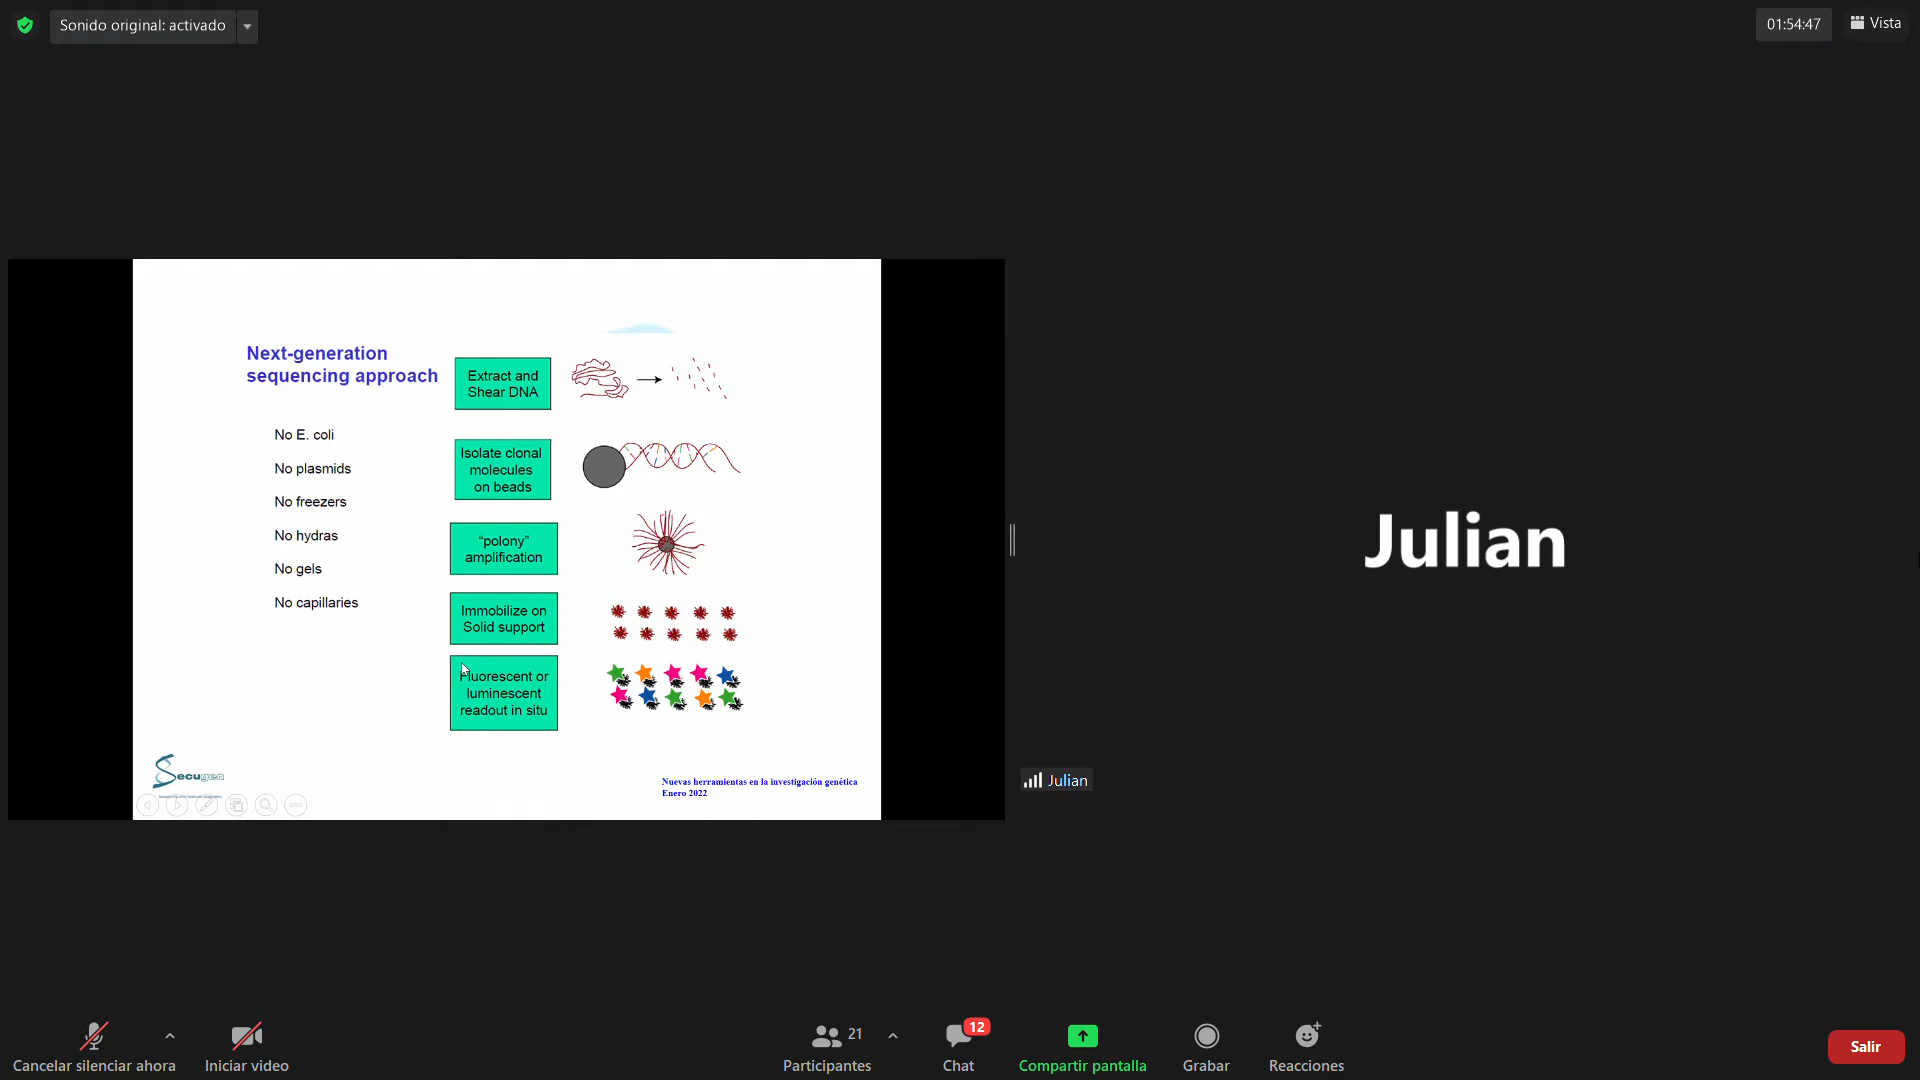 Sonido original: activado
01:54:47
Vista
Next-generation
sequencing approach
No E. coli
No plasmids
No freezers
No hydras
No gels
No capillaries
Extract and
Shear DNA
Isolate clonal
molecules
on beads
“polony”
amplification
Immobilize on
Solid support
Fluorescent or
luminescent
readout in situ
Secugen
Nuevas herramientas en la investigación genética
Enero 2022
Julian
Julian
Cancelar silenciar ahora
Iniciar video
21
Participantes
12
Chat
Compartir pantalla
Grabar
Reacciones
Salir